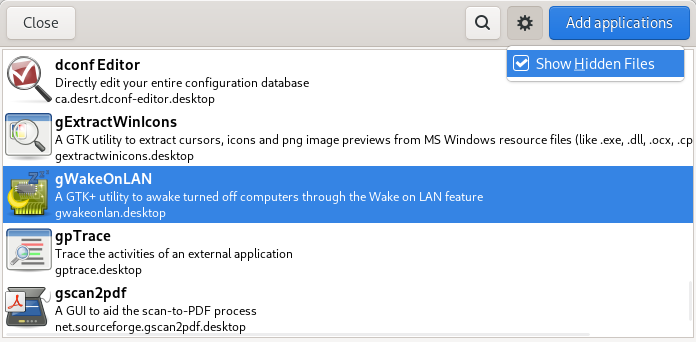 Close
Add applications
Show Hidden Files
dconf Editor
Directly edit your entire configuration database
ca.desrt.dconf-editor.desktop
gExtractWinIcons
A GTK utility to extract cursors, icons and png image previews from MS Windows resource files (like .exe, .dll, .ocx, .cp
gextractwinicons.desktop
gWakeOnLAN
A GTK+ utility to awake turned off computers through the Wake on LAN feature
gwakeonlan.desktop
gpTrace
Trace the activities of an external application
gptrace.desktop
gscan2pdf
A GUI to aid the scan-to-PDF process
net.sourceforge.gscan2pdf.desktop